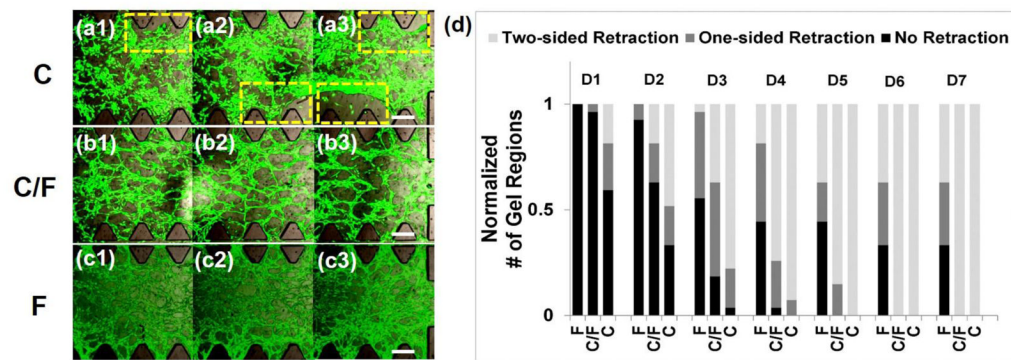 (a1) (a2) (a3)
C
(b1) (b2) (b3)
C/F
(c1) (c2) (c3)
F
(d)
Two-sided Retraction One-sided Retraction No Retraction
D1 D2 D3 D4 D5 D6 D7
Normalized
# of Gel Regions
1
0.5
0
F C/F C F C/F C F C/F C F C/F C F C/F C F C/F C F C/F C